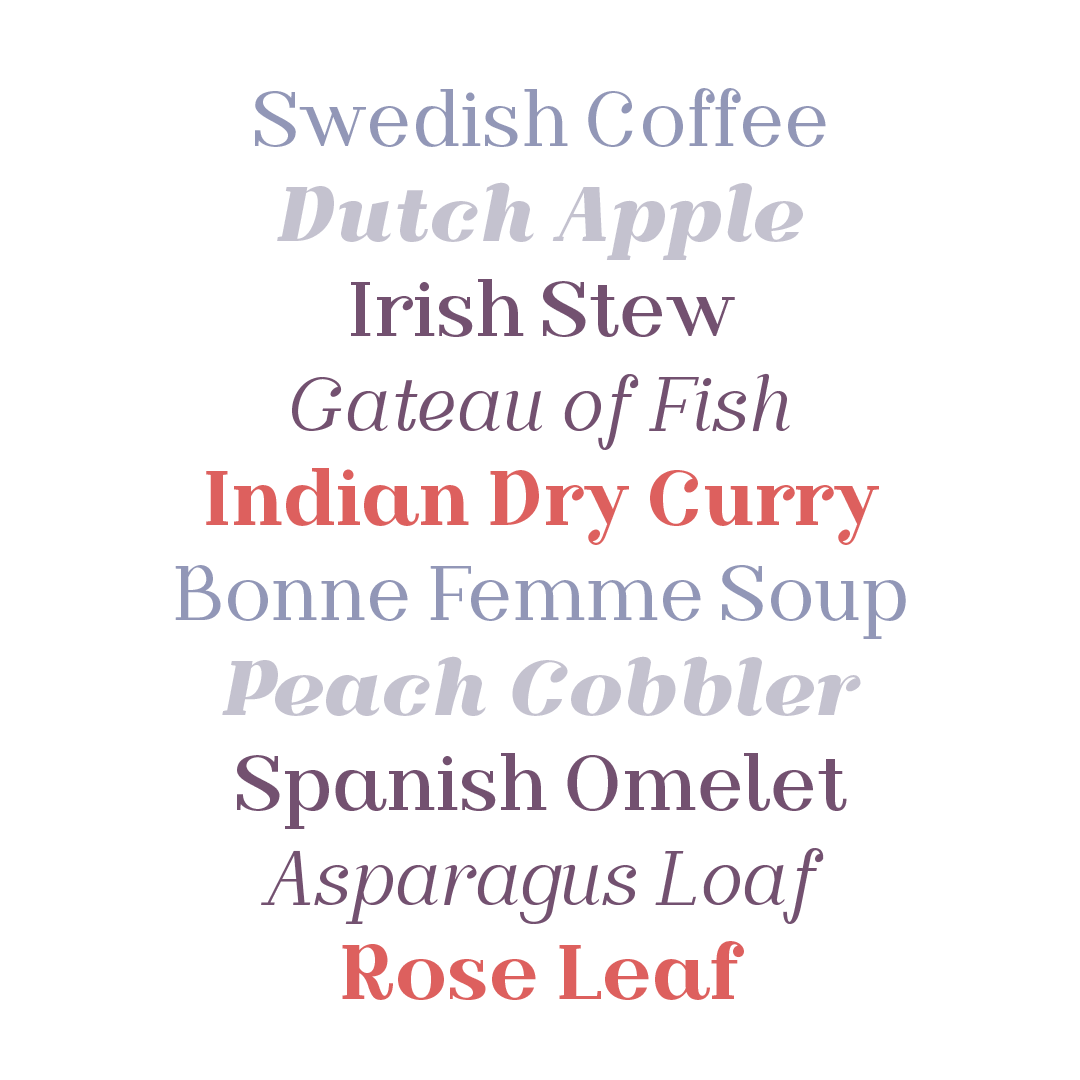 Swedish Coffee
Dutch Apple
Irish Stew
Gateau of Fish
Indian Dry Curry
Bonne Femme Soup
Peach Cobbler
Spanish Omelet
Asparagus Loaf
Rose Leaf